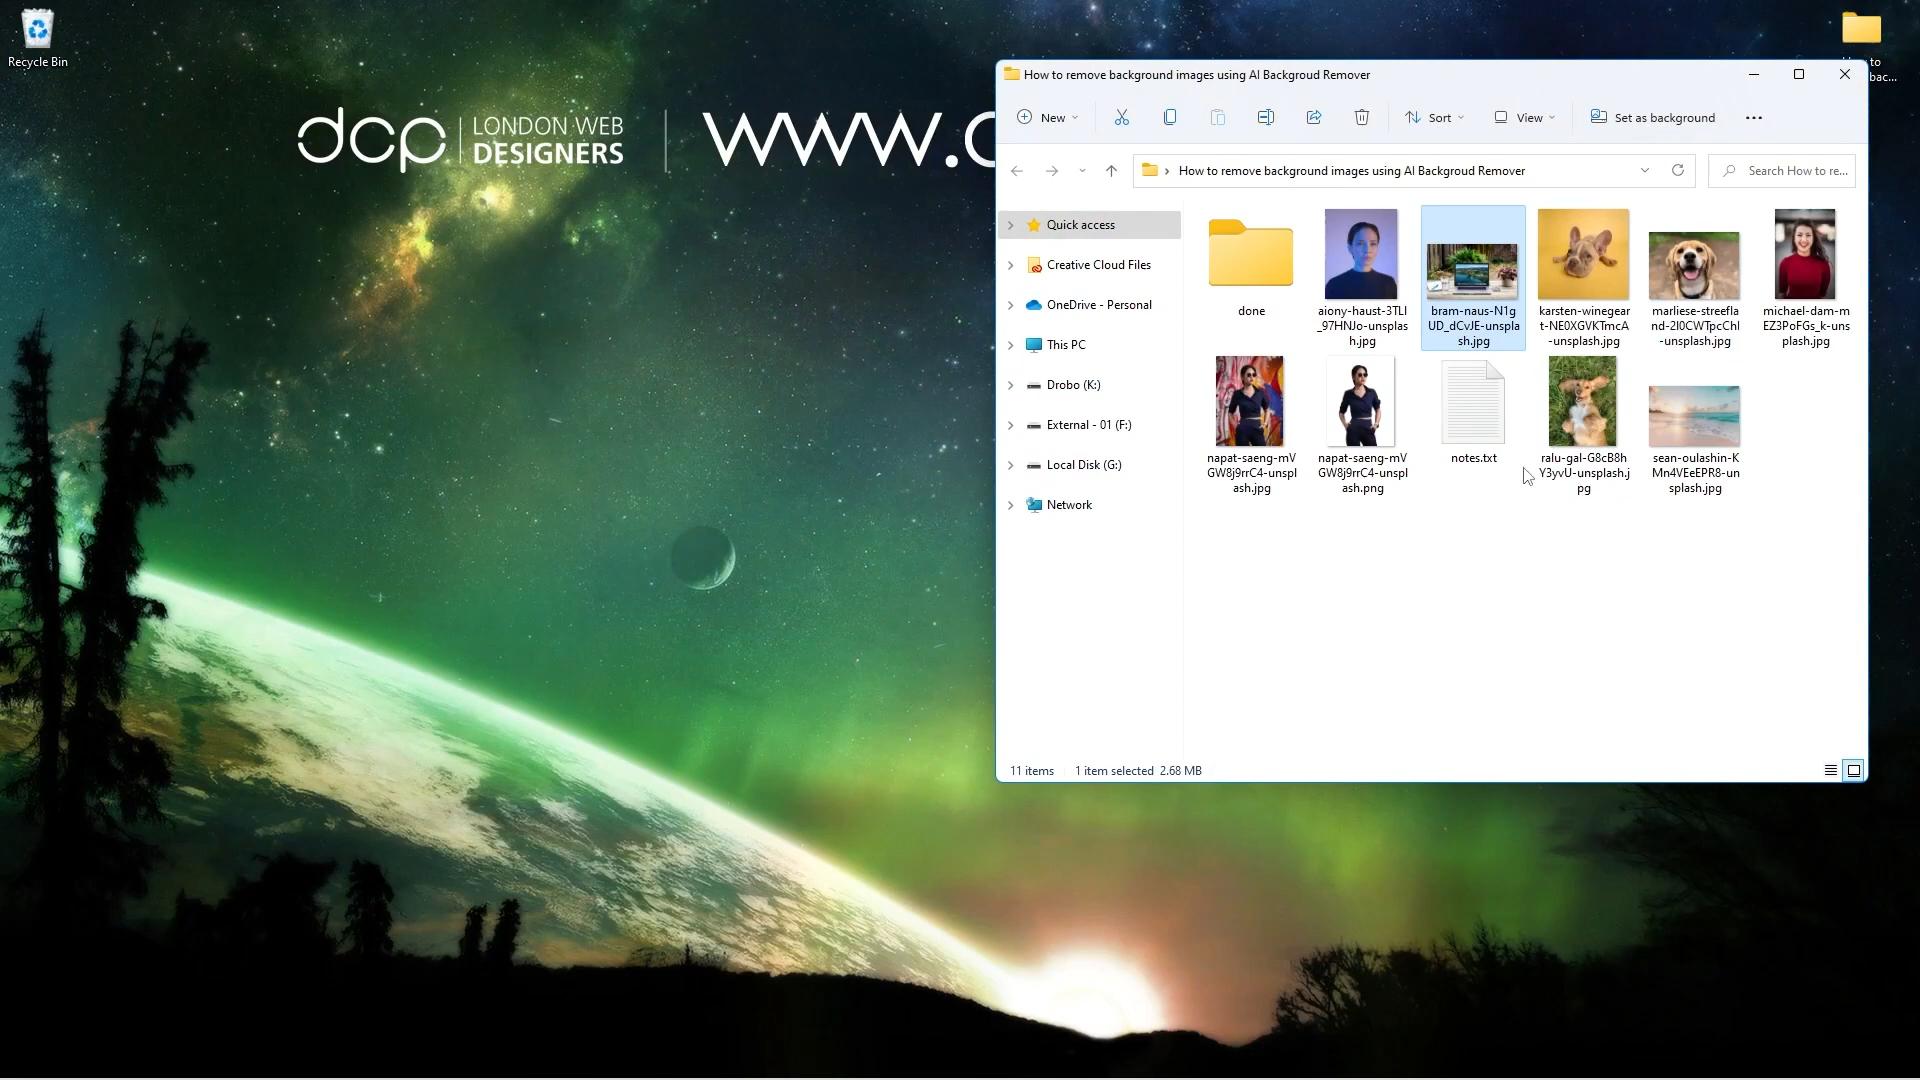 Recycle Bin
dcp LONDON WEB DESIGNERS
www.
How to remove background images using AI Backgroud Remover
New
Sort
View
Set as background
How to remove background images using AI Backgroud Remover
Search How to re...
Quick access
Creative Cloud Files
OneDrive - Personal
This PC
Drobo (K:)
External - 01 (F:)
Local Disk (G:)
Network
done
aiony-haust-3TLl
_97HNJo-unsplas
h.jpg
bram-naus-N1g
UD_dCvJE-unspla
sh.jpg
karsten-winegear
t-NE0XGVKTmcA
-unsplash.jpg
marliese-streefla
nd-2l0CWTpcChI
-unsplash.jpg
michael-dam-m
EZ3PoFGs_k-uns
plash.jpg
napat-saeng-mV
GW8j9rrC4-unspl
ash.jpg
napat-saeng-mV
GW8j9rrC4-unspl
ash.png
notes.txt
ralu-gal-G8cB8h
Y3yvU-unsplash.j
pg
sean-oulashin-K
Mn4VEeEPR8-un
splash.jpg
11 items
1 item selected 2.68 MB